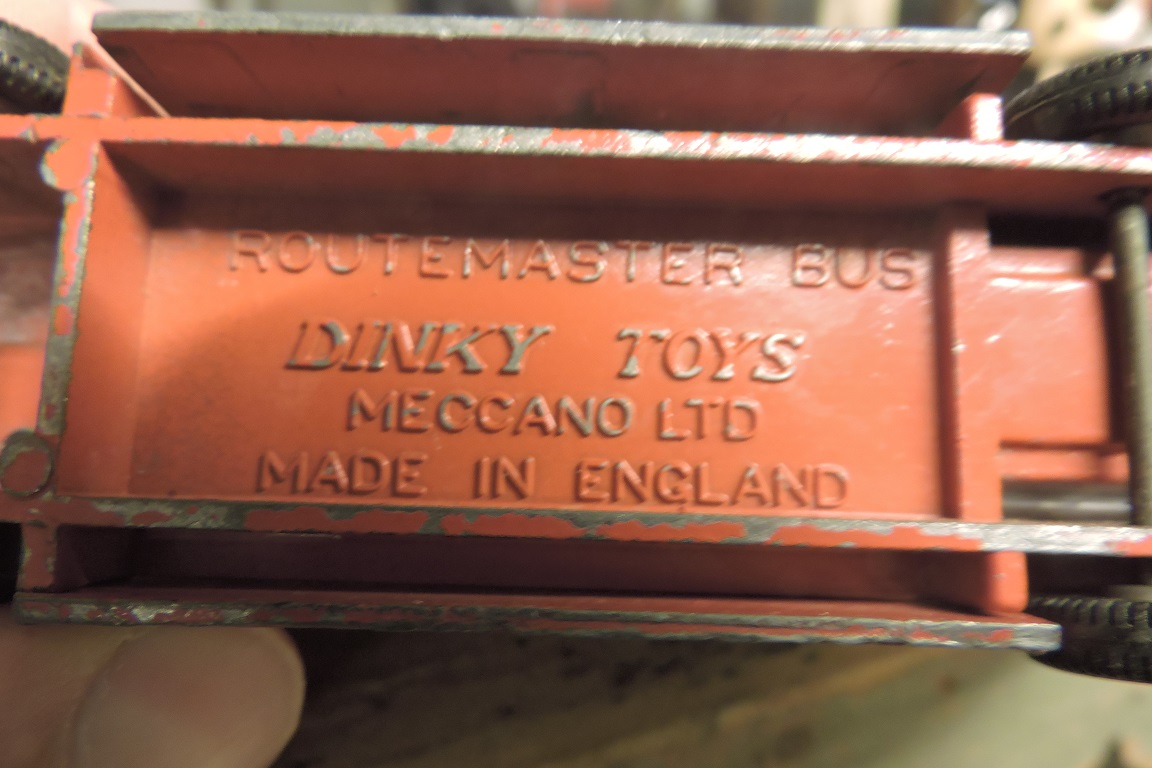 ROUTEMASTER BUS
DINKY TOYS
MECCANO LTD
MADE IN ENGLAND